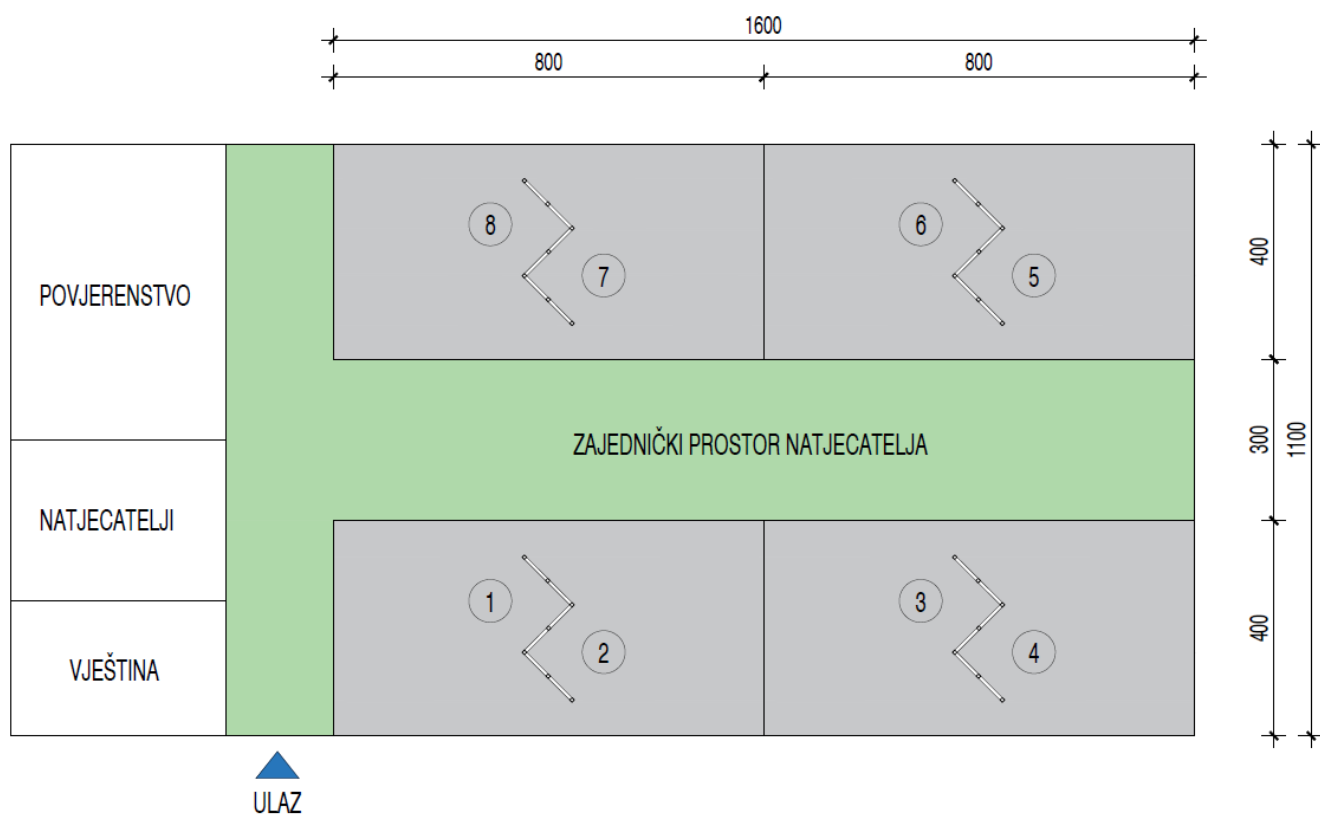 1600
800 800
8
7
6
5
400
POVJERENSTVO
ZAJEDNIČKI PROSTOR NATJECATELJA
300
1100
NATJECATELJI
1
2
3
4
400
VJEŠTINA
ULAZ